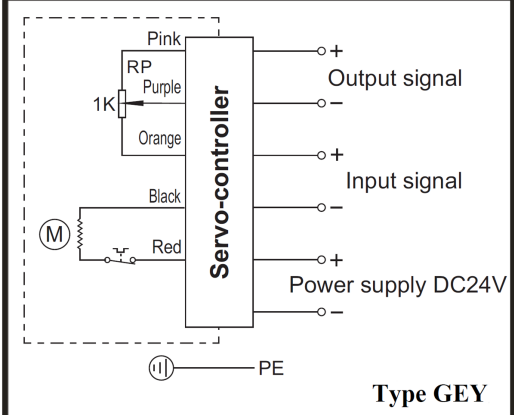 Pink
RP
Purple
1K
Orange
Black
M
Red
Servo-controller
+
Output signal
−
+
Input signal
−
+
Power supply DC24V
−
PE
Type GEY